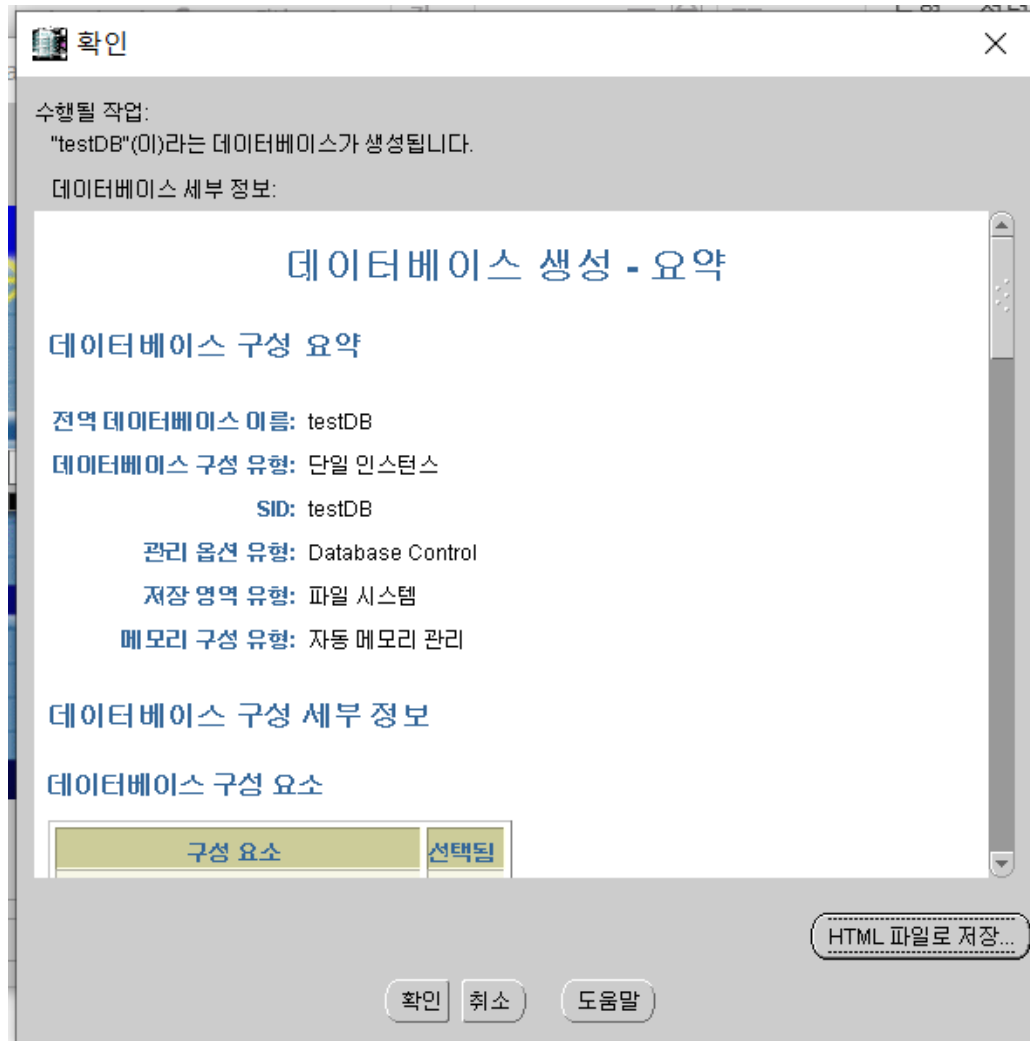 확인
수행될 작업:
"testDB"(이)라는 데이터베이스가 생성됩니다.
데이터베이스 세부 정보:
데이터베이스 생성 - 요약
데이터베이스 구성 요약
전역 데이터베이스 이름: testDB
데이터베이스 구성 유형: 단일 인스턴스
SID: testDB
관리 옵션 유형: Database Control
저장 영역 유형: 파일 시스템
메모리 구성 유형: 자동 메모리 관리
데이터베이스 구성 세부 정보
데이터베이스 구성 요소
구성 요소 선택됨
HTML 파일로 저장...
확인 취소 도움말